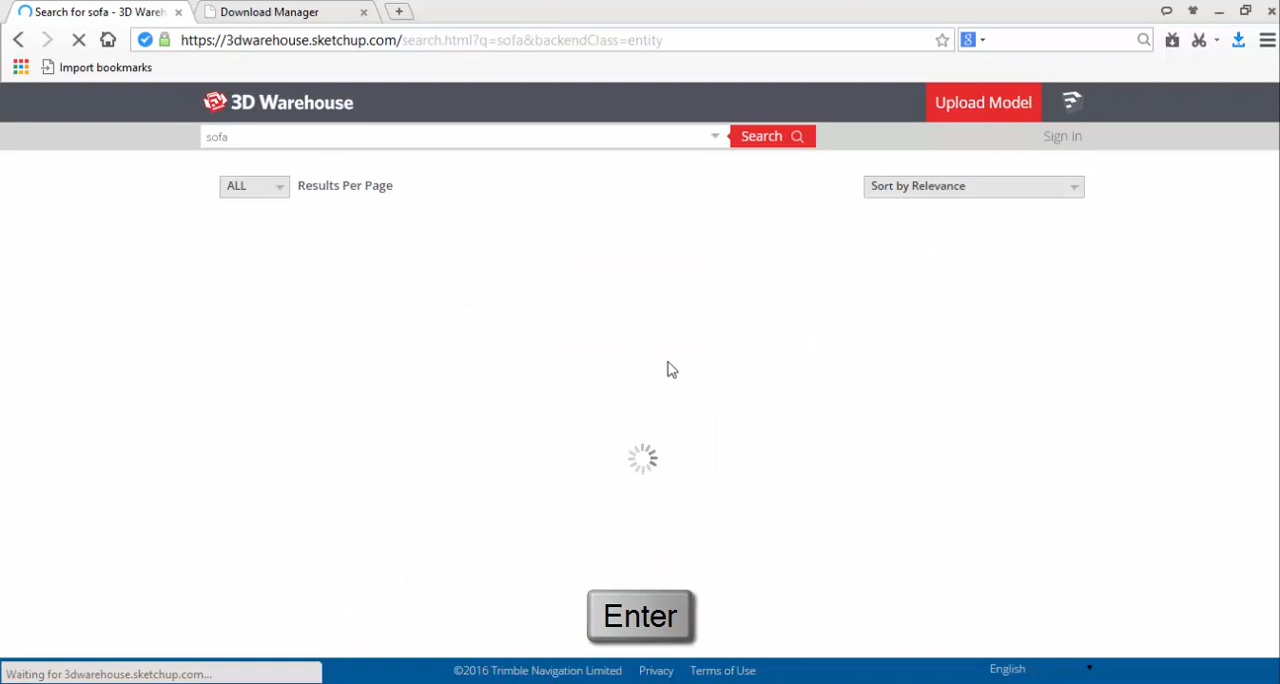 Search for sofa - 3D Wareh
Download Manager
https://3dwarehouse.sketchup.com/search.html?q=sofa&backendClass=entity
Import bookmarks
3D Warehouse
Upload Model
sofa
Search
Sign In
ALL
Results Per Page
Sort by Relevance
Enter
Waiting for 3dwarehouse.sketchup.com...
©2016 Trimble Navigation Limited
Privacy
Terms of Use
English